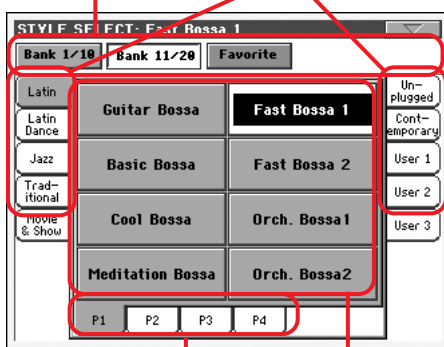 STYLE SELECT: Fast Bossa 1
Bank 1/10 Bank 11/20 Favorite
Latin
Latin
Dance
Jazz
Trad-
itional
Movie
& Show
Guitar Bossa Fast Bossa 1
Basic Bossa Fast Bossa 2
Cool Bossa Orch. Bossa1
Meditation Bossa Orch. Bossa2
Un-
plugged
Cont-
emporary
User 1
User 2
User 3
P1 P2 P3 P4